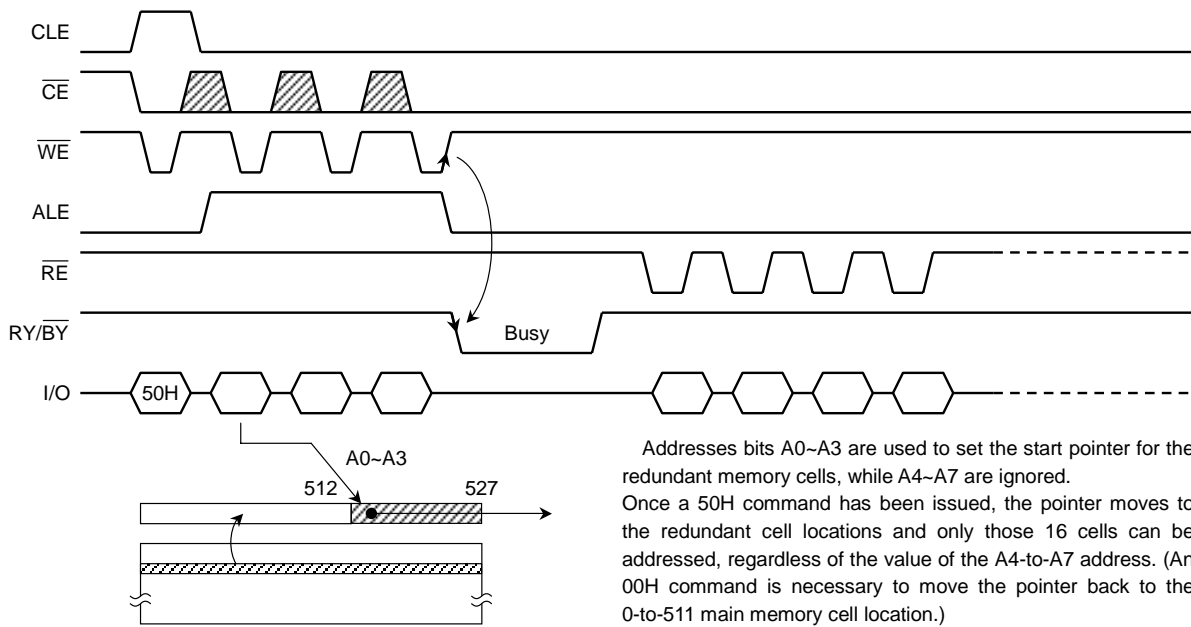 CLE
CE
WE
ALE
RE
RY/BY
Busy
I/O
50H
A0~A3
512
527
Addresses bits A0~A3 are used to set the start pointer for the
redundant memory cells, while A4~A7 are ignored.
Once a 50H command has been issued, the pointer moves to
the redundant cell locations and only those 16 cells can be
addressed, regardless of the value of the A4-to-A7 address. (An
00H command is necessary to move the pointer back to the
0-to-511 main memory cell location.)